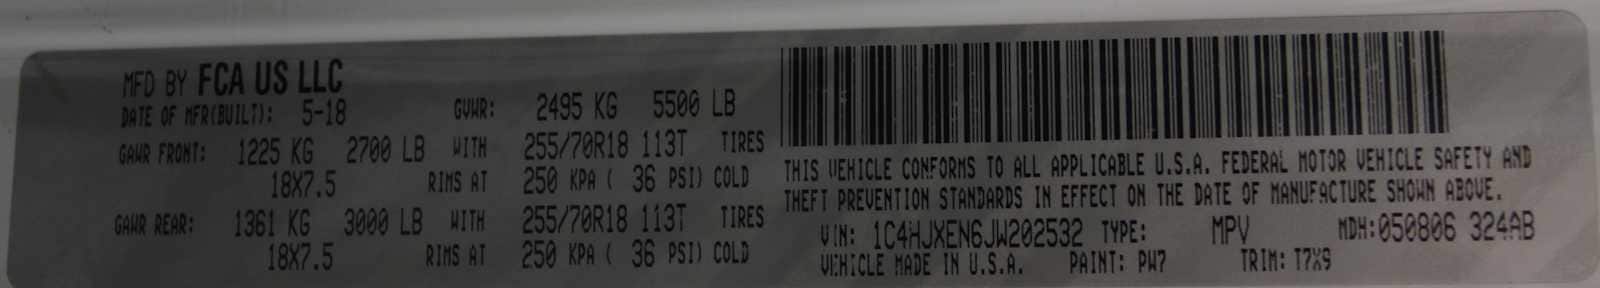 MFD BY FCA US LLC
DATE OF MFR(BUILT): 5-18 GVWR: 2495 KG 5500 LB
GAWR FRONT: 1225 KG 2700 LB WITH 255/70R18 113T TIRES
18X7.5 RIMS AT 250 KPA ( 36 PSI) COLD
GAWR REAR: 1361 KG 3000 LB WITH 255/70R18 113T TIRES
18X7.5 RIMS AT 250 KPA ( 36 PSI) COLD
THIS VEHICLE CONFORMS TO ALL APPLICABLE U.S.A. FEDERAL MOTOR VEHICLE SAFETY AND
THEFT PREVENTION STANDARDS IN EFFECT ON THE DATE OF MANUFACTURE SHOWN ABOVE.
VIN: 1C4HJXEN6JW202532 TYPE: MPV MDH:050806 324AB
VEHICLE MADE IN U.S.A. PAINT: PW7 TRIM: T7X9